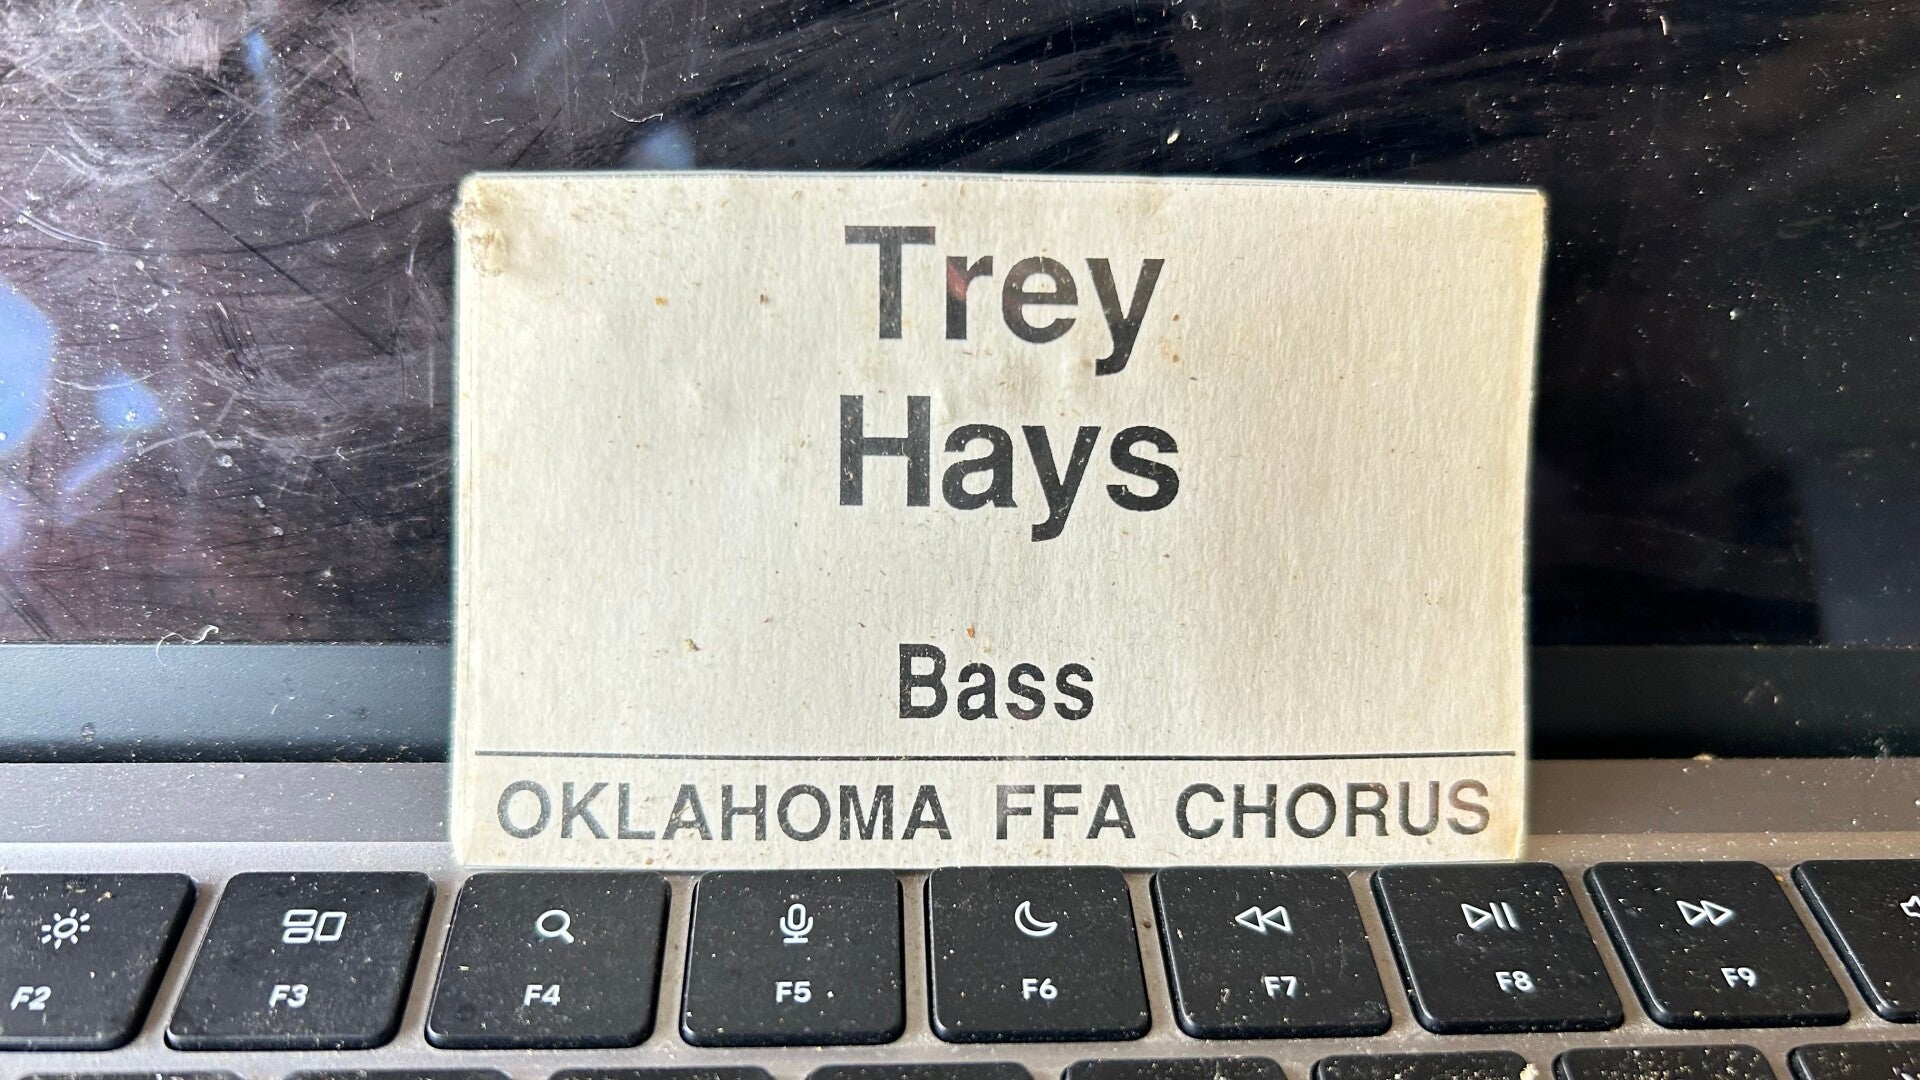 Trey
Hays
Bass
OKLAHOMA FFA CHORUS
F2 F3 F4 F5 F6 F7 F8 F9